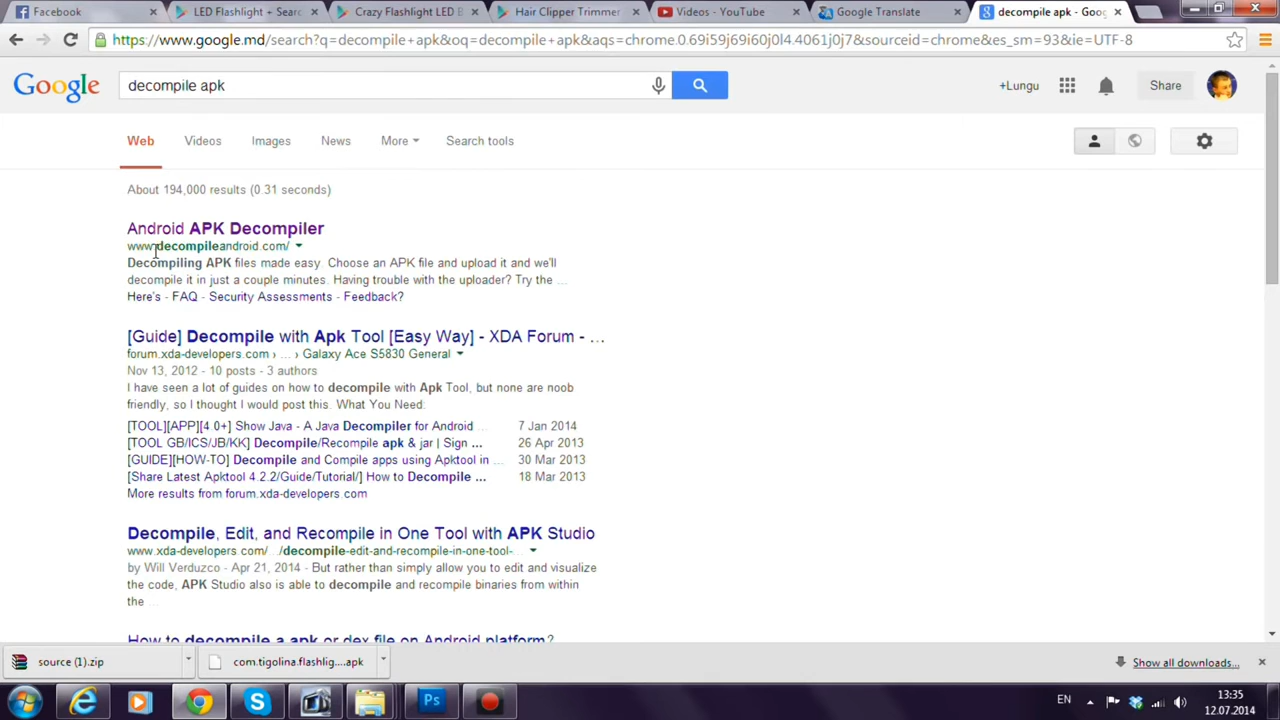 Facebook
LED Flashlight + Searc
Crazy Flashlight LED B
Hair Clipper Trimmer
Videos - YouTube
Google Translate
decompile apk - Goog
https://www.google.md/search?q=decompile+apk&oq=decompile+apk&aqs=chrome.0.69i59j69i60j0l4.4061j0j7&sourceid=chrome&es_sm=93&ie=UTF-8
Google
decompile apk
+Lungu
Share
Web
Videos
Images
News
More
Search tools
About 194,000 results (0.31 seconds)
Android APK Decompiler
www.decompileandroid.com/
Decompiling APK files made easy. Choose an APK file and upload it and we'll
decompile it in just a couple minutes. Having trouble with the uploader? Try the ...
Here's - FAQ - Security Assessments - Feedback?
[Guide] Decompile with Apk Tool [Easy Way] - XDA Forum - ...
forum.xda-developers.com › ... › Galaxy Ace S5830 General
Nov 13, 2012 - 10 posts - 3 authors
I have seen a lot of guides on how to decompile with Apk Tool, but none are noob
friendly, so I thought I would post this. What You Need:
[TOOL][APP][4 0+] Show Java - A Java Decompiler for Android 7 Jan 2014
[TOOL GB/ICS/JB/KK] Decompile/Recompile apk & jar | Sign ... 26 Apr 2013
[GUIDE][HOW-TO] Decompile and Compile apps using Apktool in ... 30 Mar 2013
[Share Latest Apktool 4.2.2/Guide/Tutorial/] How to Decompile ... 18 Mar 2013
More results from forum.xda-developers.com
Decompile, Edit, and Recompile in One Tool with APK Studio
www.xda-developers.com/.../decompile-edit-and-recompile-in-one-tool-...
by Will Verduzco - Apr 21, 2014 - But rather than simply allow you to edit and visualize
the code, APK Studio also is able to decompile and recompile binaries from within
the ...
How to decompile a apk or dex file on Android platform?
source (1).zip
com.tigolina.flashlig....apk
Show all downloads...
Ps
EN
13:35
12.07.2014